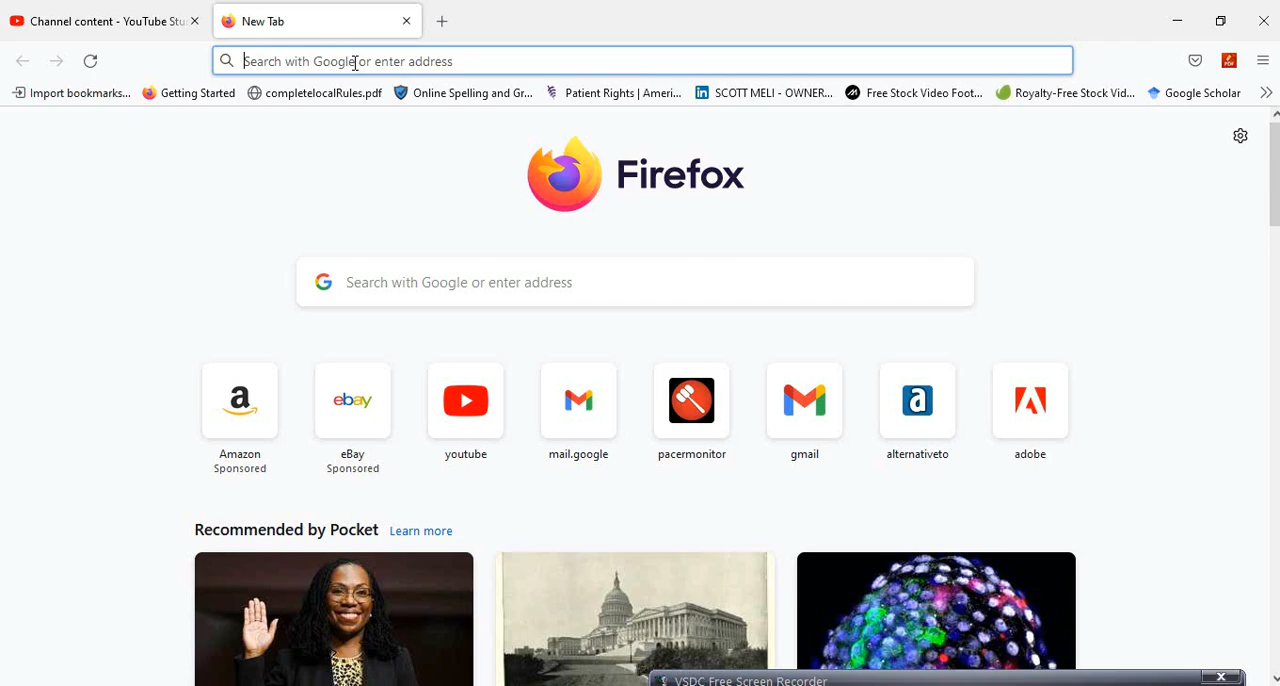 Channel content - YouTube Stu
New Tab
Search with Google or enter address
Import bookmarks...
Getting Started
completelocalRules.pdf
Online Spelling and Gr...
Patent Rights | Ameri...
in SCOTT MELI - OWNER...
Free Stock Video Foot...
Royalty-Free Stock Vid...
Google Scholar
Firefox
G Search with Google or enter address
a
ebay
a
Amazon
Sponsored
eBay
Sponsored
youtube
mail.google
pacermonitor
gmail
alternativeto
adobe
Recommended by Pocket Learn more
VSDC Free Screen Recorder